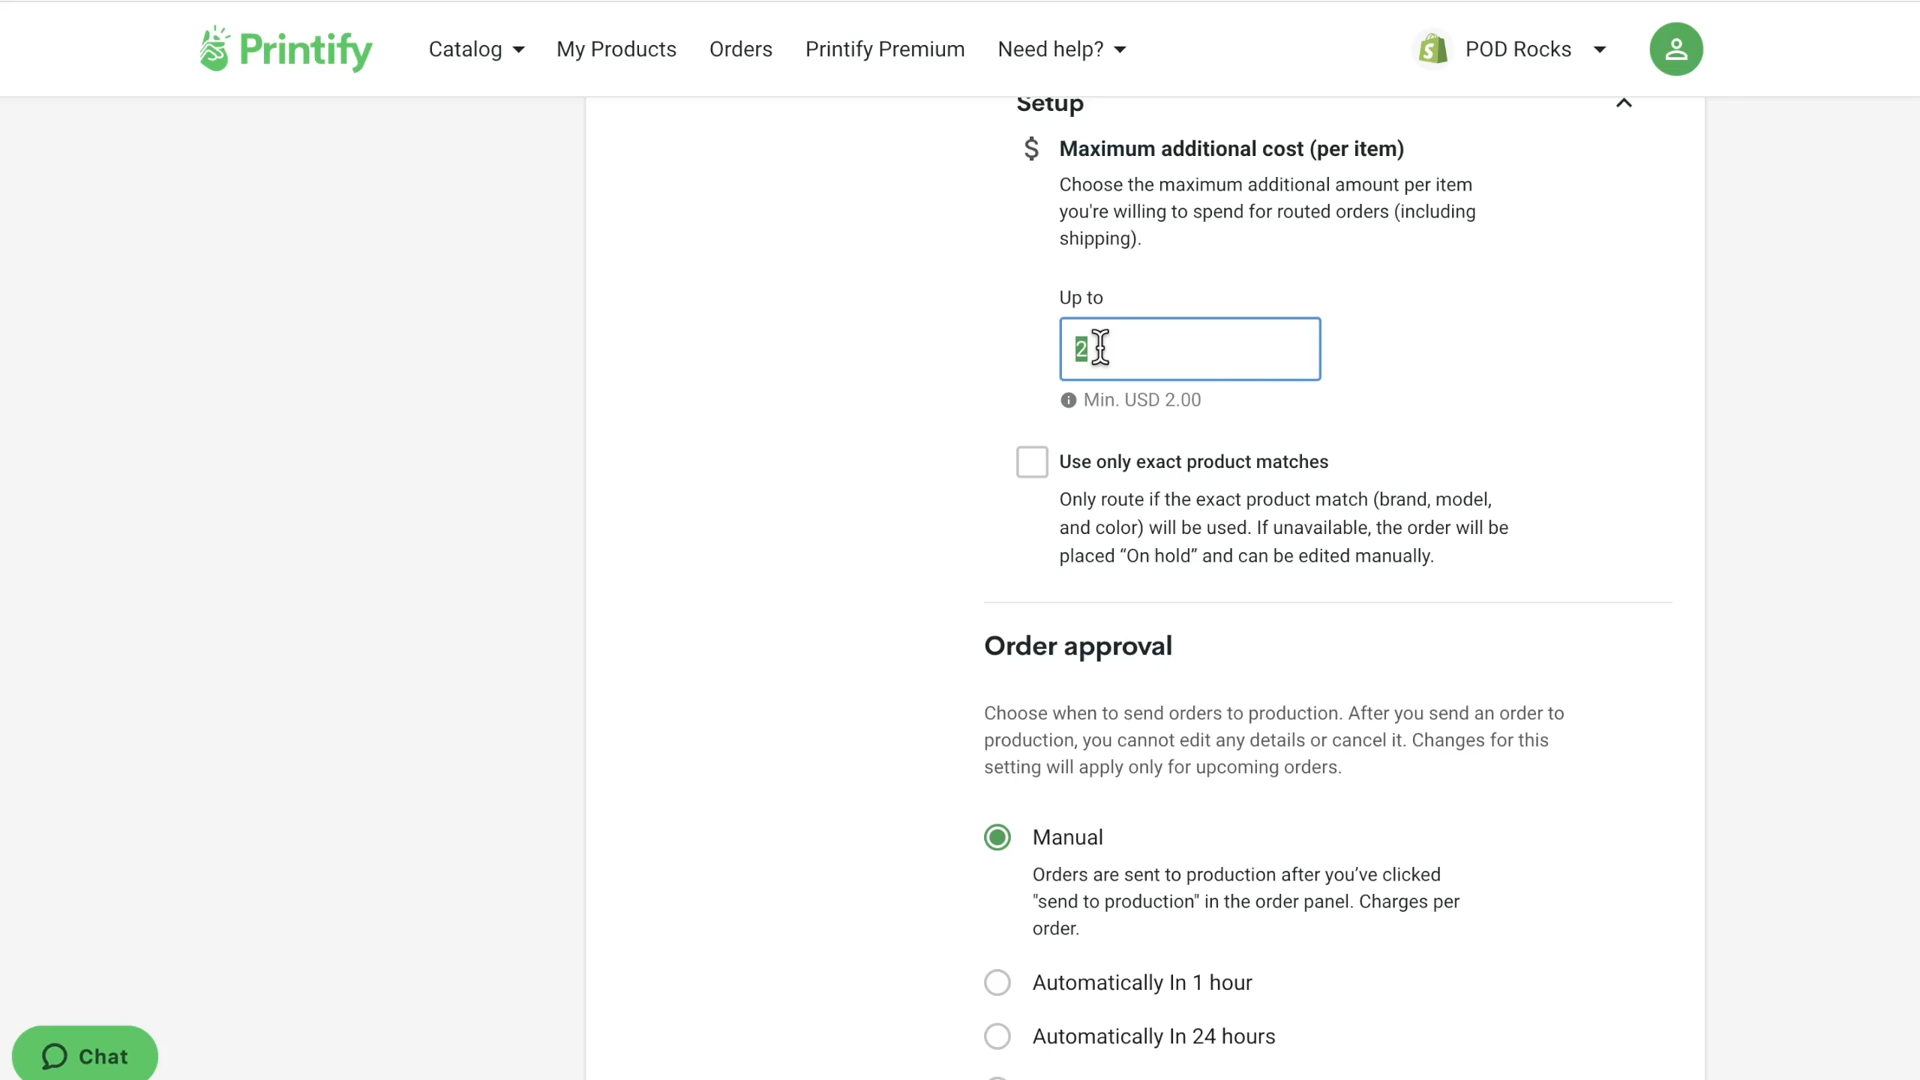 Printify
Catalog My Products Orders Printify Premium Need help? POD Rocks
Setup
$ Maximum additional cost (per item)
Choose the maximum additional amount per item
you're willing to spend for routed orders (including
shipping).
Up to
2
Min. USD 2.00
Use only exact product matches
Only route if the exact product match (brand, model,
and color) will be used. If unavailable, the order will be
placed “On hold” and can be edited manually.
Order approval
Choose when to send orders to production. After you send an order to
production, you cannot edit any details or cancel it. Changes for this
setting will apply only for upcoming orders.
Manual
Orders are sent to production after you’ve clicked
"send to production" in the order panel. Charges per
order.
Automatically In 1 hour
Automatically In 24 hours
Chat